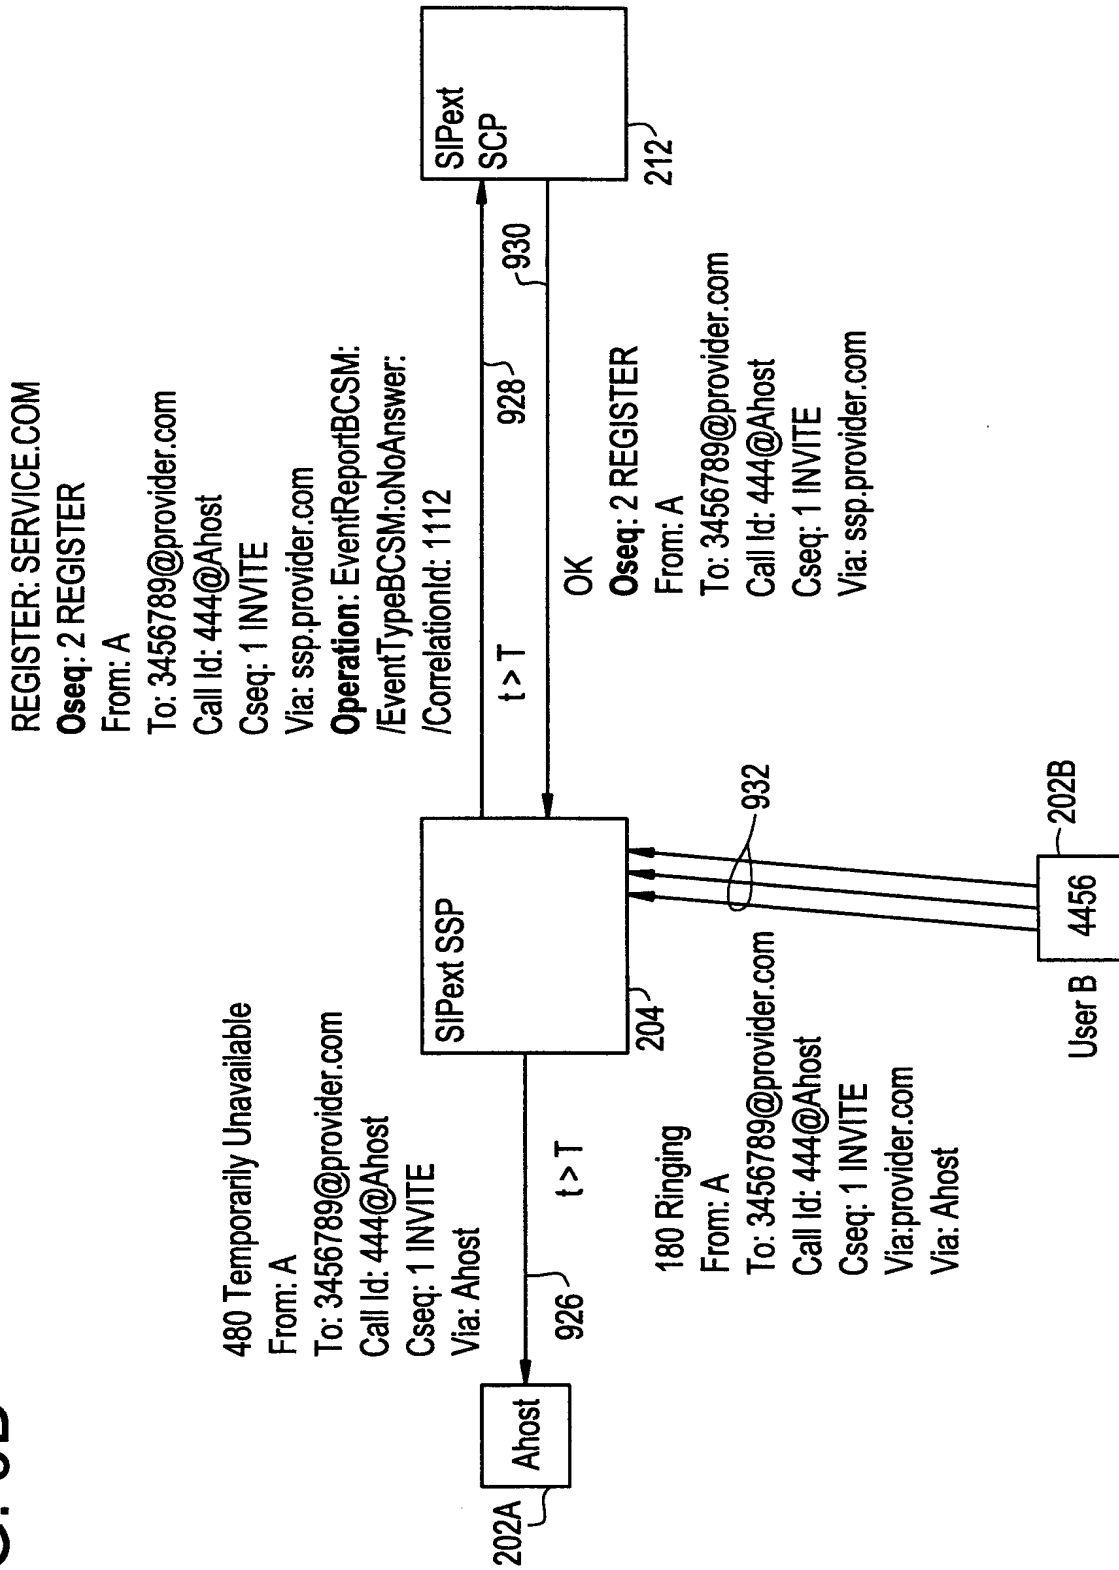 REGISTER: SERVICE.COM
Oseq: 2 REGISTER
From: A
To: 3456789@provider.com
Call Id: 444@Ahost
Cseq: 1 INVITE
Via: ssp.provider.com
Operation: EventReportBCSM:
/EventTypeBCSM:oNoAnswer:
/CorrelationId: 1112
480 Temporarily Unavailable
From: A
To: 3456789@provider.com
Call Id: 444@Ahost
Cseq: 1 INVITE
Via: Ahost
t > T
926
Ahost
202A
SIPext SSP
204
928
t > T
930
SIPext
SCP
212
OK
Oseq: 2 REGISTER
From: A
To: 3456789@provider.com
Call Id: 444@Ahost
Cseq: 1 INVITE
Via: ssp.provider.com
180 Ringing
From: A
To: 3456789@provider.com
Call Id: 444@Ahost
Cseq: 1 INVITE
Via:provider.com
Via: Ahost
932
User B
4456
202B